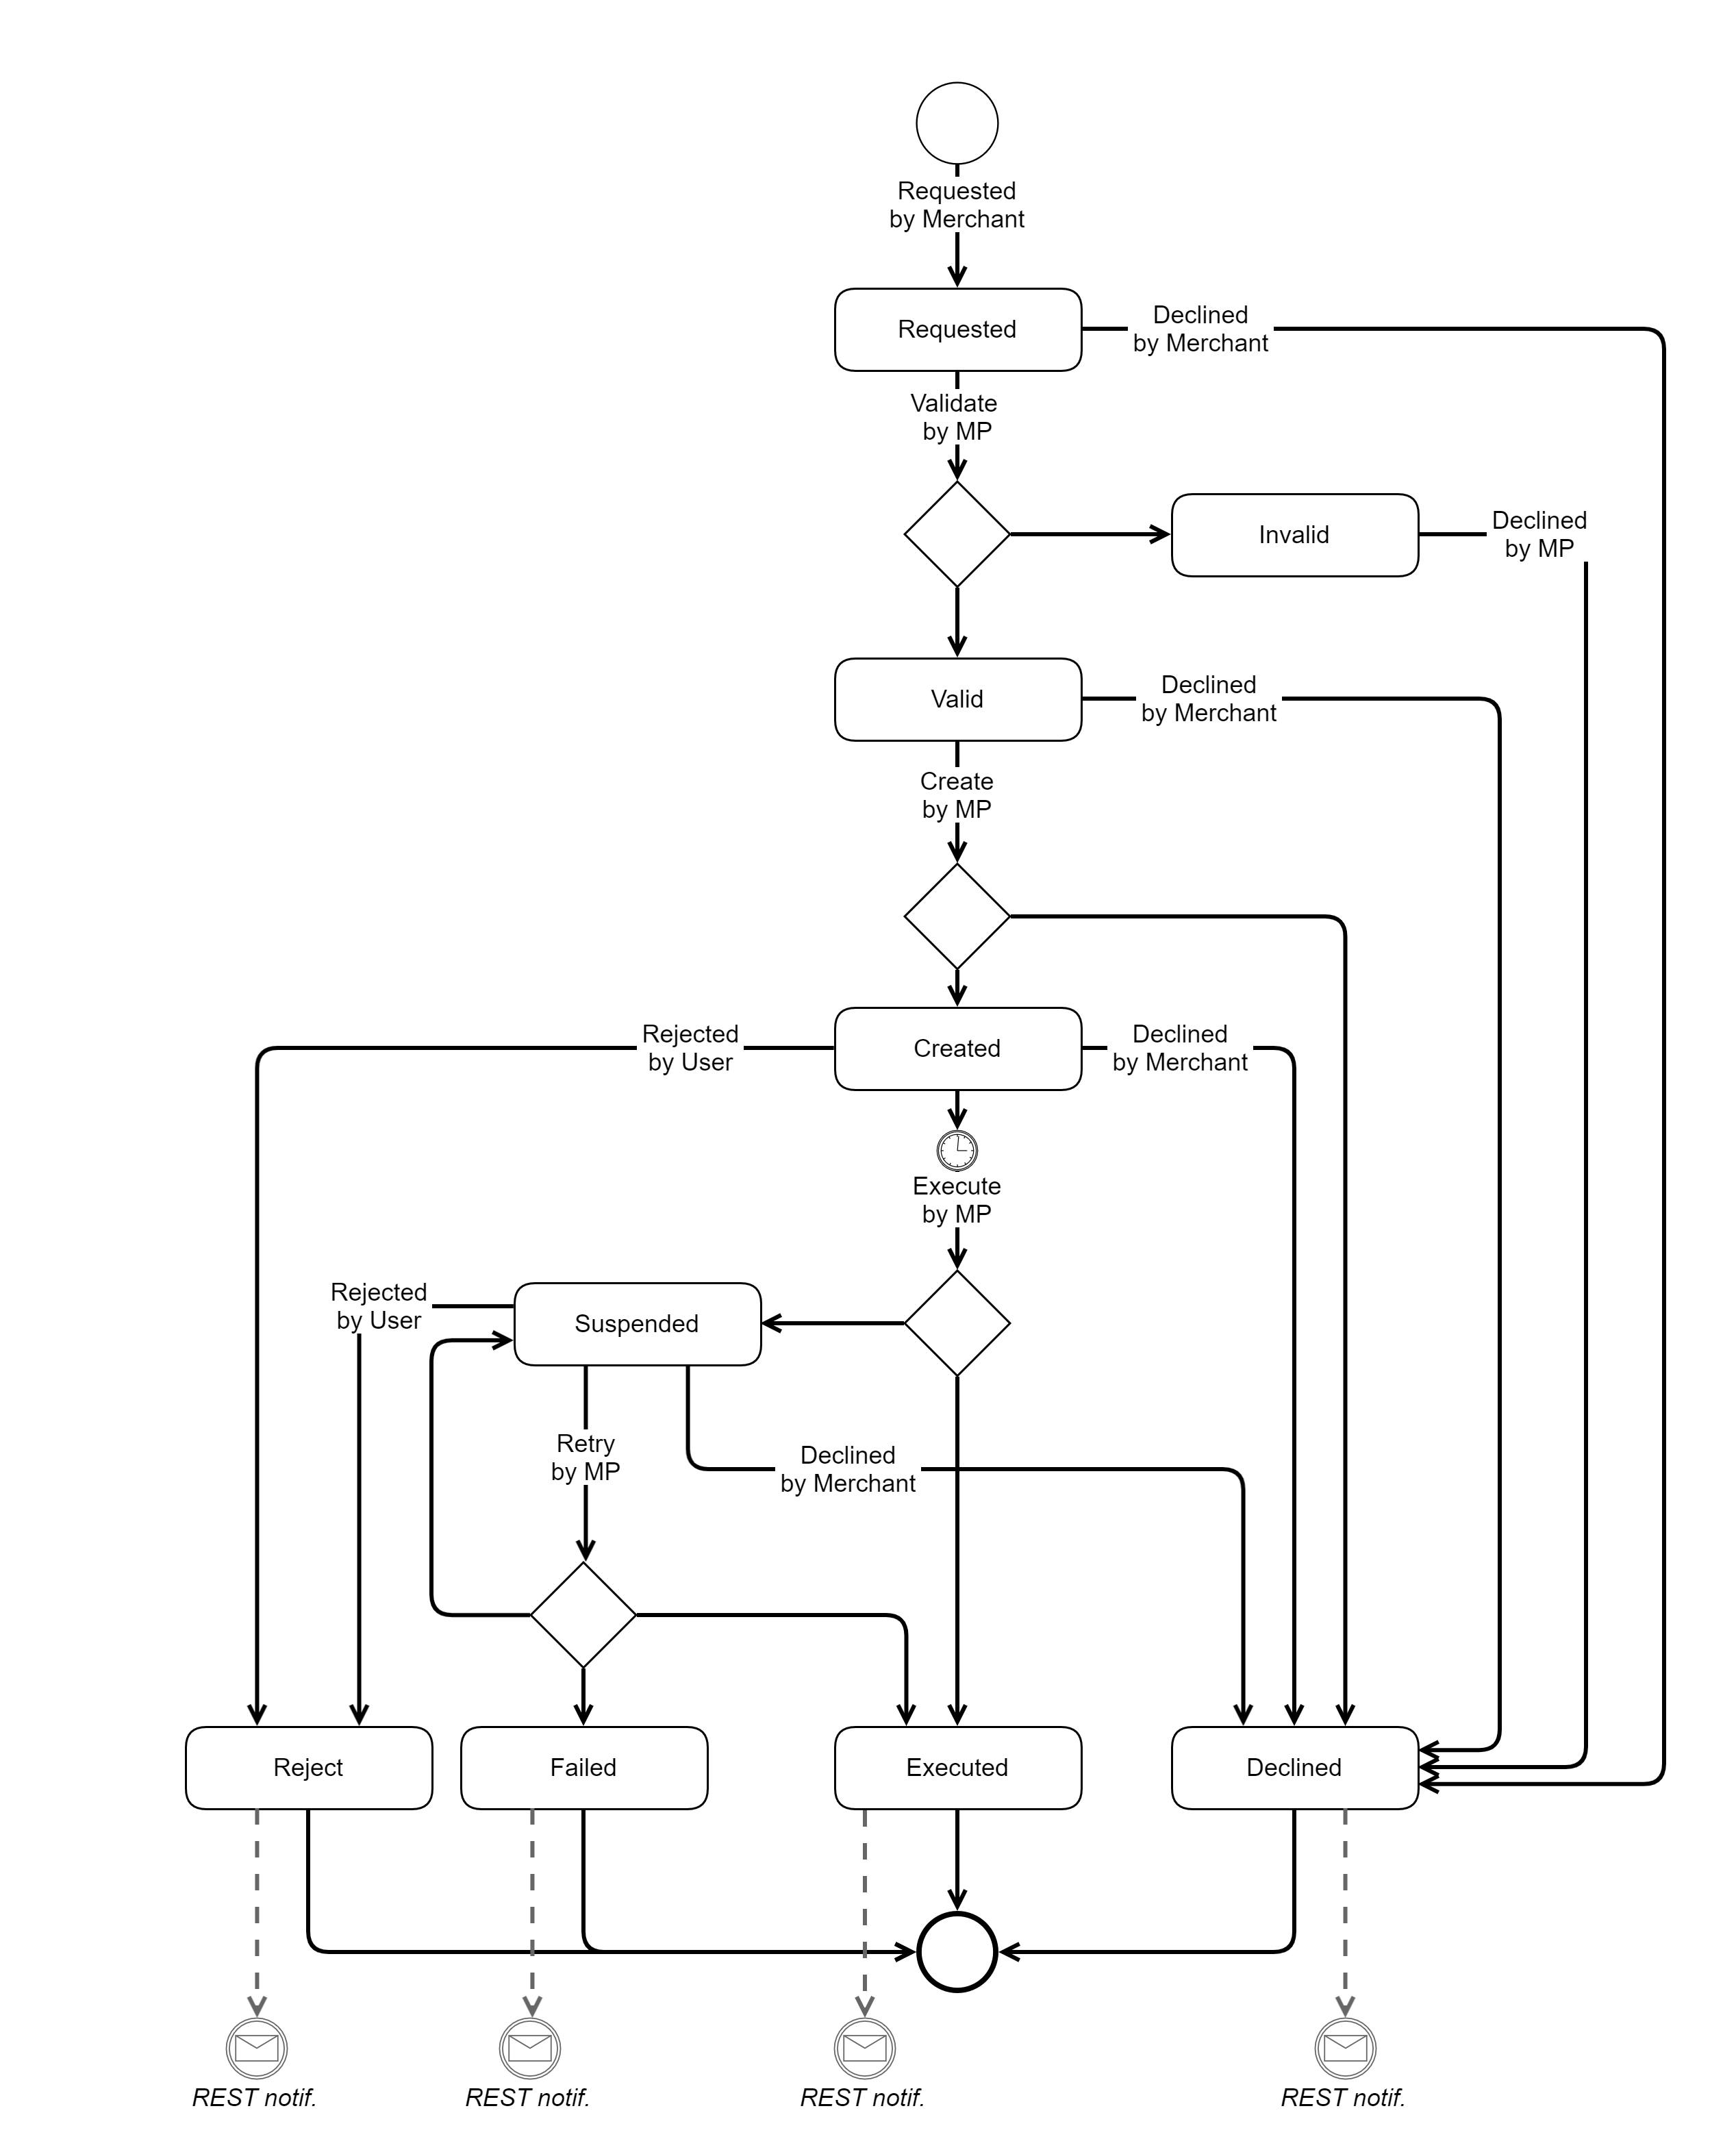 Requested
by Merchant
Requested
Declined
by Merchant
Validate
by MP
Invalid
Declined
by MP
Valid
Declined
by Merchant
Create
by MP
Rejected
by User
Created
Declined
by Merchant
Execute
by MP
Rejected
by User
Suspended
Retry
by MP
Declined
by Merchant
Reject
Failed
Executed
Declined
REST notif.
REST notif.
REST notif.
REST notif.